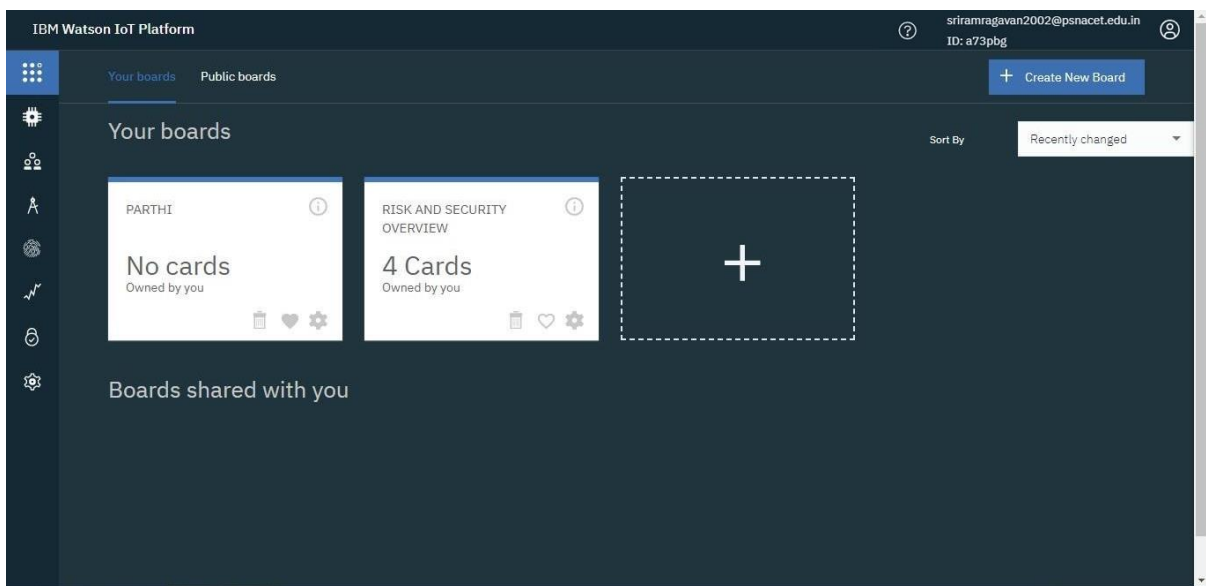 IBM Watson IoT Platform
sriramragavan2002@psnacet.edu.in
ID: a73pbg
Your boards
Public boards
Create New Board
Your boards
Sort By
Recently changed
PARTHI
No cards
Owned by you
RISK AND SECURITY
OVERVIEW
4 Cards
Owned by you
Boards shared with you